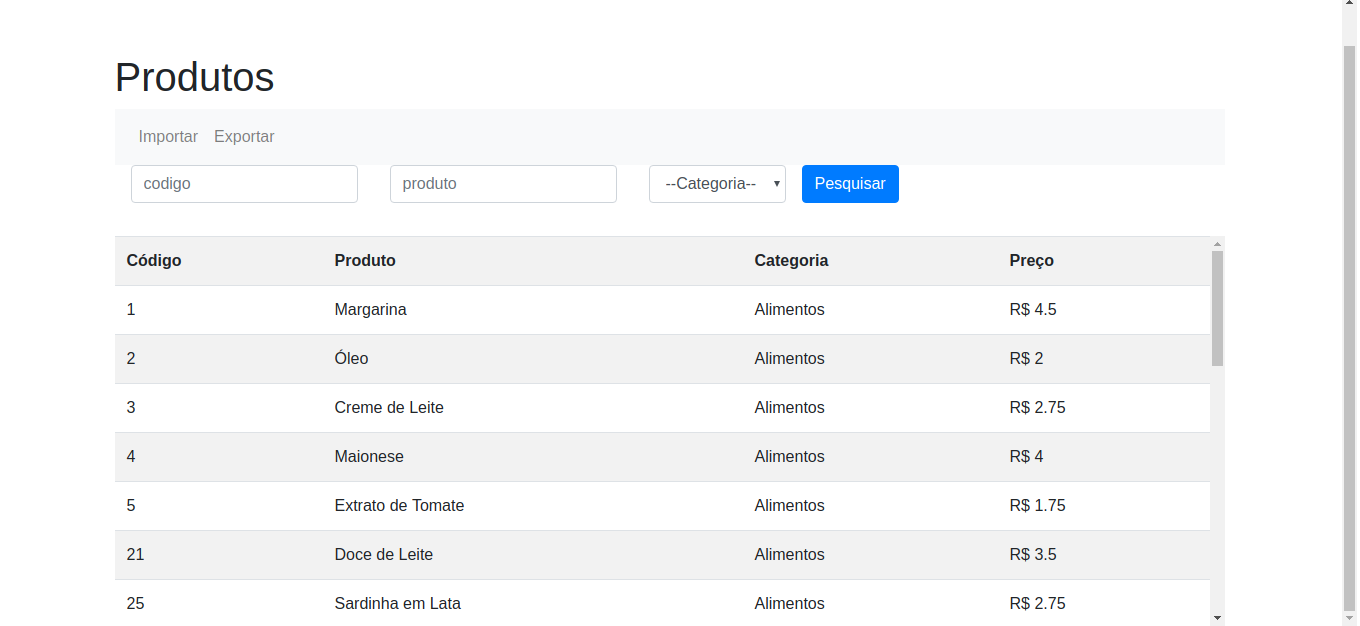 Produtos
Importar Exportar
codigo produto --Categoria-- Pesquisar
Código Produto Categoria Preço
1 Margarina Alimentos R$ 4.5
2 Óleo Alimentos R$ 2
3 Creme de Leite Alimentos R$ 2.75
4 Maionese Alimentos R$ 4
5 Extrato de Tomate Alimentos R$ 1.75
21 Doce de Leite Alimentos R$ 3.5
25 Sardinha em Lata Alimentos R$ 2.75